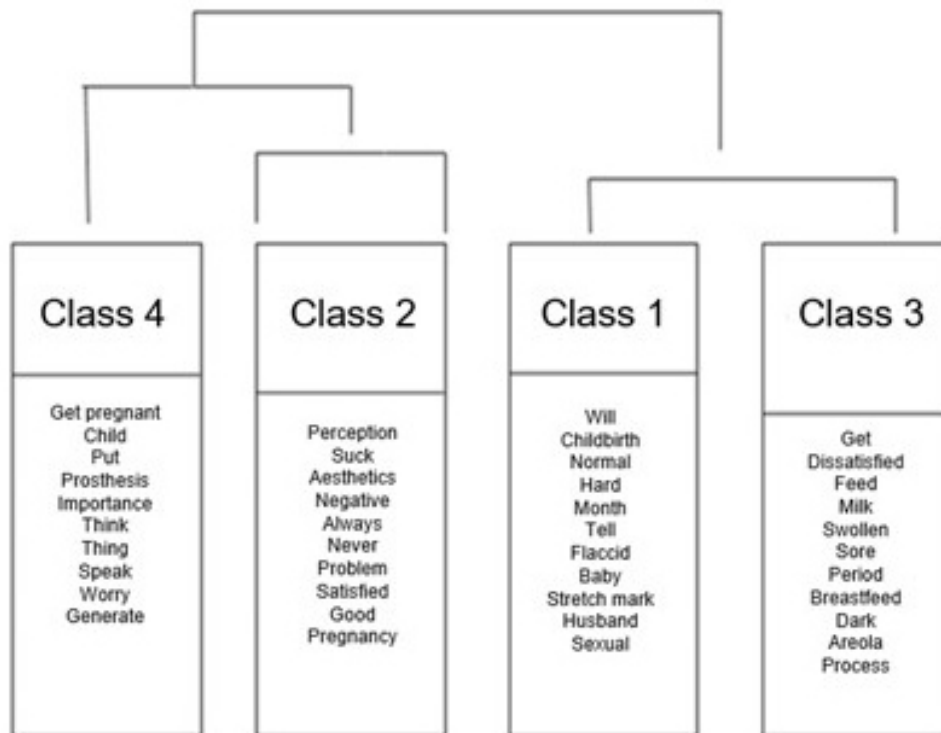 Class 4
Get pregnant
Child
Put
Prosthesis
Importance
Think
Thing
Speak
Worry
Generate
Class 2
Perception
Suck
Aesthetics
Negative
Always
Never
Problem
Satisfied
Good
Pregnancy
Class 1
Will
Childbirth
Normal
Hard
Month
Tell
Flaccid
Baby
Stretch mark
Husband
Sexual
Class 3
Get
Dissatisfied
Feed
Milk
Swollen
Sore
Period
Breastfeed
Dark
Areola
Process